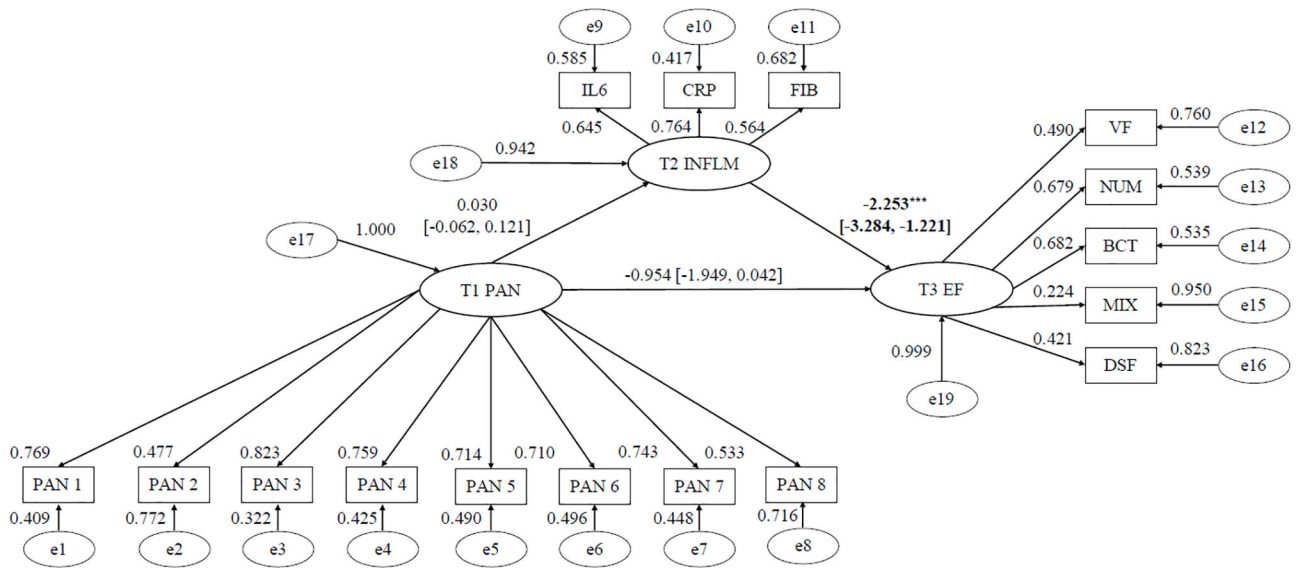 e9 e10 e11
0.585 0.417 0.682
IL6 CRP FIB
0.645 0.764 0.564
e18 0.942 T2 INFLM
0.490 VF 0.760 e12
0.679 NUM 0.539 e13
0.682 BCT 0.535 e14
0.224 MIX 0.950 e15
0.421 DSF 0.823 e16
0.030
[-0.062, 0.121]
-2.253***
[-3.284, -1.221]
e17 1.000
T1 PAN
-0.954 [-1.949, 0.042]
T3 EF
0.999
e19
0.769 0.477 0.823 0.759 0.714 0.710 0.743 0.533
PAN 1 PAN 2 PAN 3 PAN 4 PAN 5 PAN 6 PAN 7 PAN 8
0.409 0.772 0.322 0.425 0.490 0.496 0.448 0.716
e1 e2 e3 e4 e5 e6 e7 e8